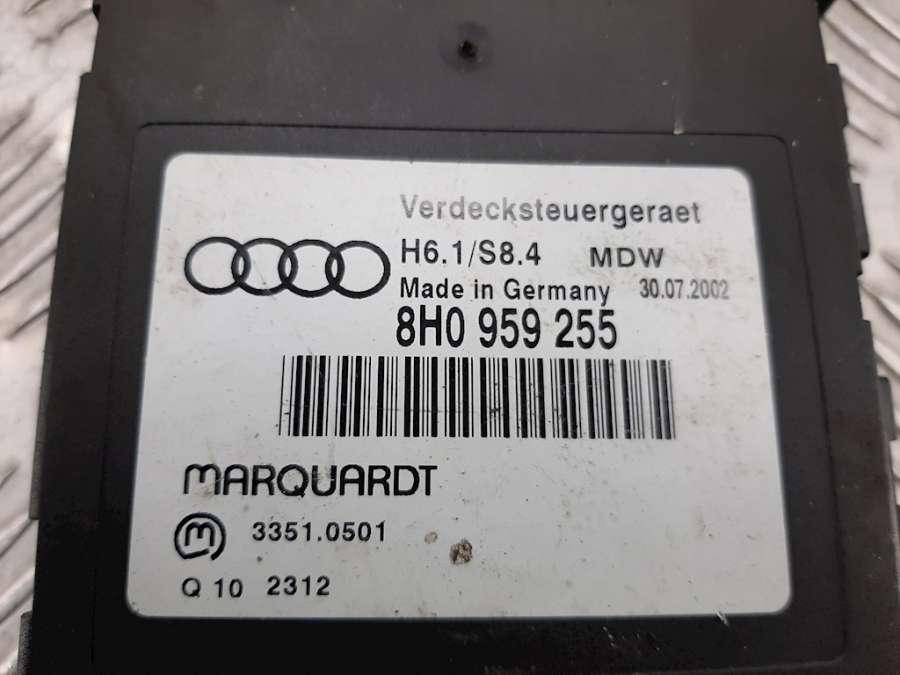 Verdecksteuergeraet
H6.1/S8.4 MDW
Made in Germany 30.07.2002
8H0 959 255
MARQUARDT
m 3351.0501
Q 10 2312